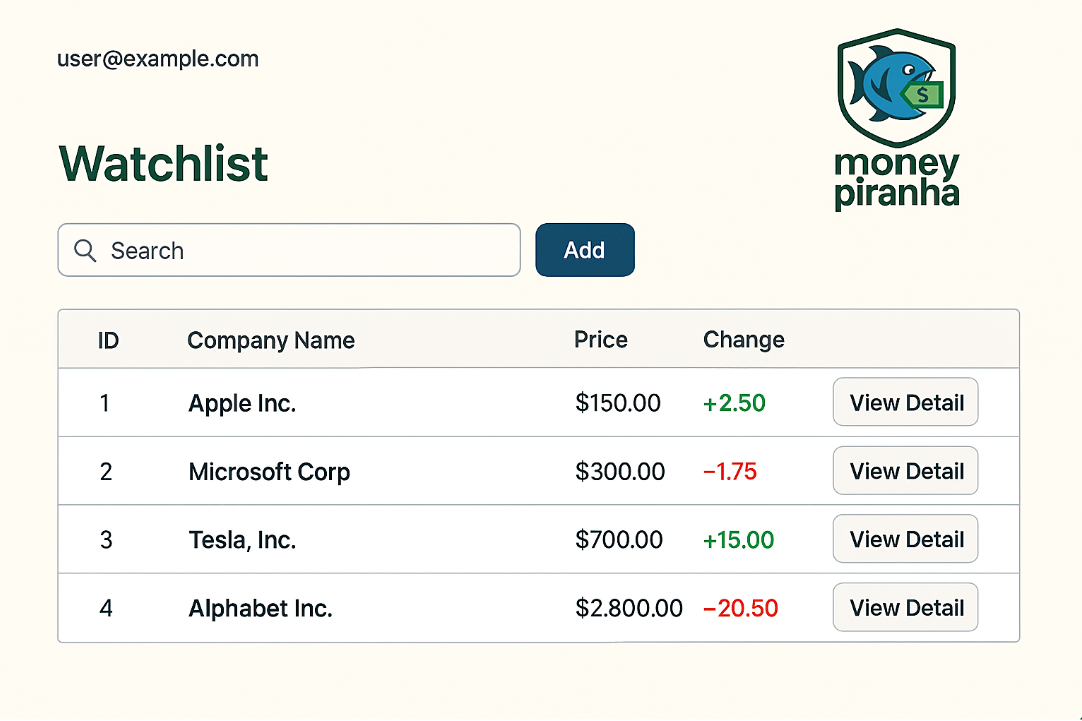 user@example.com
$
money
piranha
Watchlist
Search
Add
ID Company Name Price Change
1 Apple Inc. $150.00 +2.50 View Detail
2 Microsoft Corp $300.00 −1.75 View Detail
3 Tesla, Inc. $700.00 +15.00 View Detail
4 Alphabet Inc. $2.800.00 −20.50 View Detail